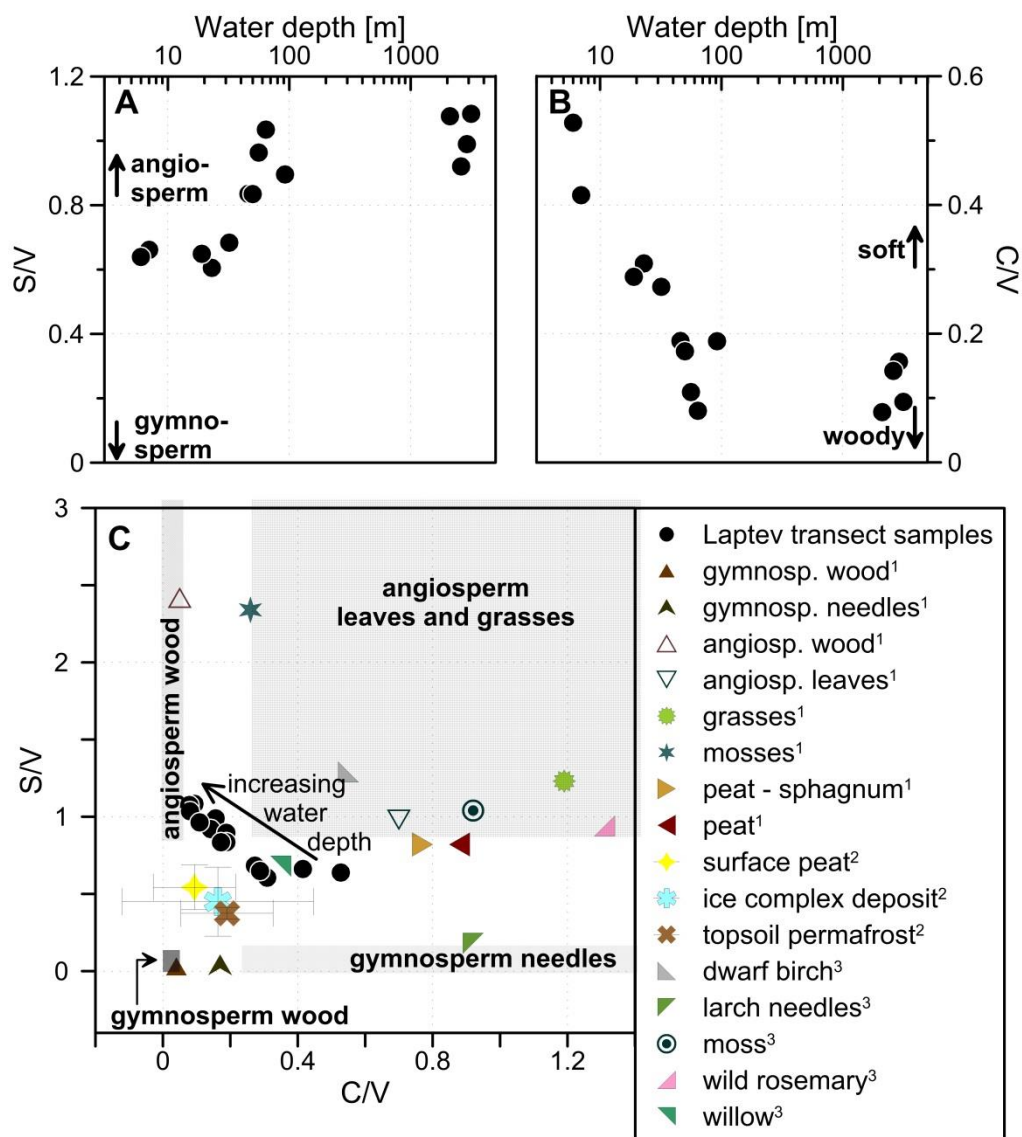 Water depth [m]
10 100 1000
1.2
0.8
0.4
0
S/V
A
angio-
sperm
gymno-
sperm
Water depth [m]
10 100 1000
B
soft
woody
0.6
0.4
0.2
0
C/V
3
2
1
0
S/V
C
angiosperm wood
angiosperm
leaves and grasses
increasing
water
depth
gymnosperm needles
gymnosperm wood
0 0.4 0.8 1.2
C/V
Laptev transect samples
gymnosp. wood¹
gymnosp. needles¹
angiosp. wood¹
angiosp. leaves¹
grasses¹
mosses¹
peat - sphagnum¹
peat¹
surface peat²
ice complex deposit²
topsoil permafrost²
dwarf birch³
larch needles³
moss³
wild rosemary³
willow³